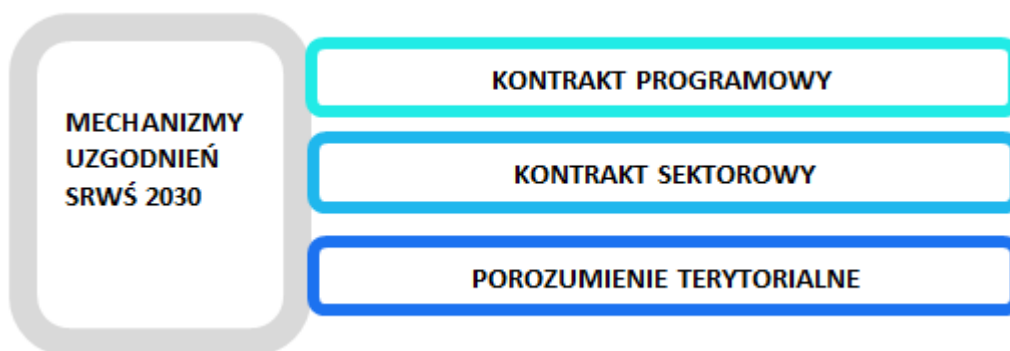 MECHANIZMY
UZGODNIEŃ
SRWŚ 2030
KONTRAKT PROGRAMOWY
KONTRAKT SEKTOROWY
POROZUMIENIE TERYTORIALNE